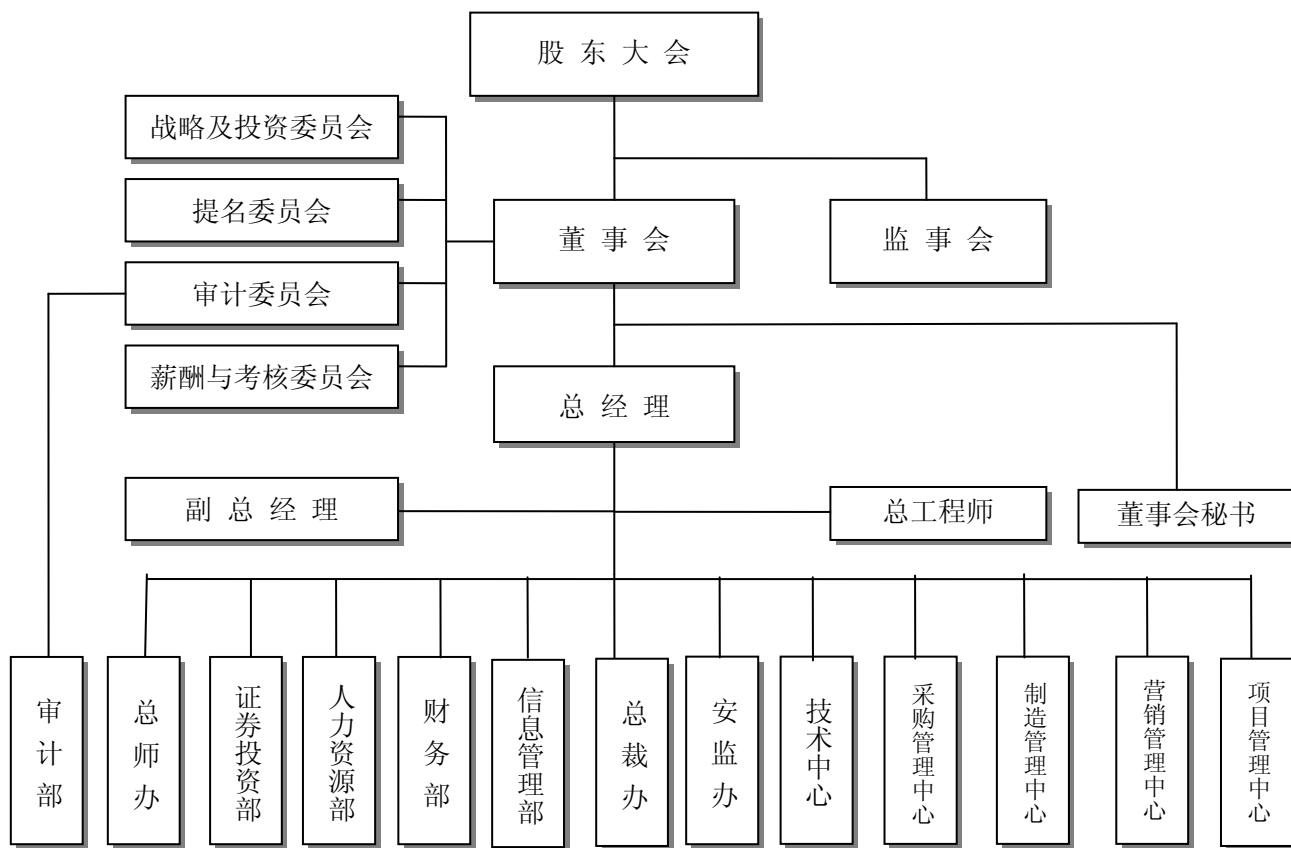 股东大会
战略及投资委员会
提名委员会
董事会
监事会
审计委员会
薪酬与考核委员会
总经理
副总经理
总工程师
董事会秘书
审计部
总师办
证券投资部
人力资源部
财务部
信息管理部
总裁办
安监办
技术中心
采购管理中心
制造管理中心
营销管理中心
项目管理中心